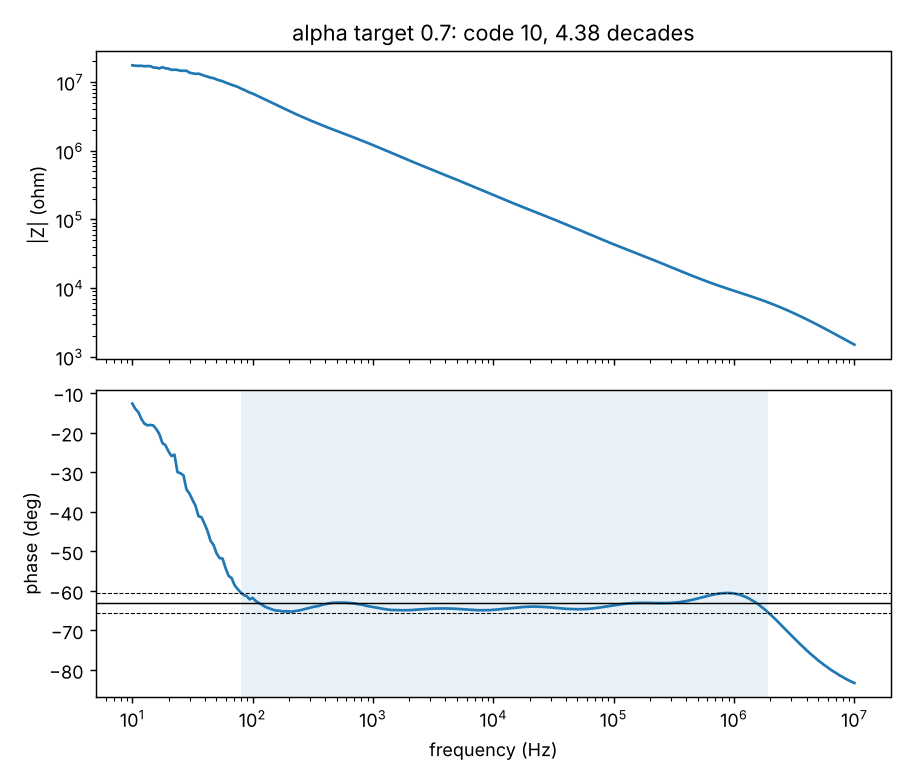 alpha target 0.7: code 10, 4.38 decades
10⁷
10⁶
10⁵
10⁴
10³
|Z| (ohm)
−10
−20
−30
−40
−50
−60
−70
−80
phase (deg)
10¹ 10² 10³ 10⁴ 10⁵ 10⁶ 10⁷
frequency (Hz)